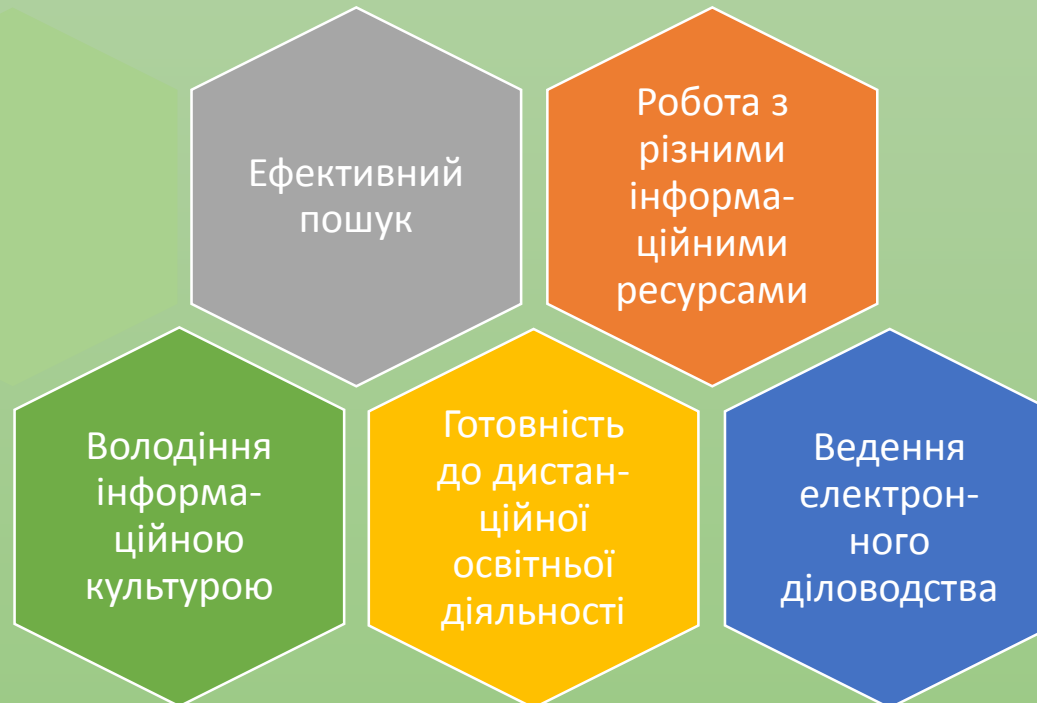 Ефективний
пошук
Робота з
різними
інформа-
ційними
ресурсами
Володіння
інформа-
ційною
культурою
Готовність
до дистан-
ційної
освітньої
діяльності
Ведення
електрон-
ного
діловодства